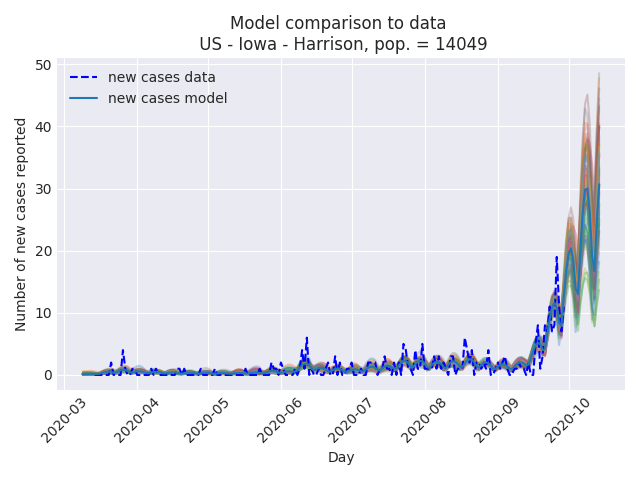 Model comparison to data
US - Iowa - Harrison, pop. = 14049
new cases data
new cases model
Number of new cases reported
50
40
30
20
10
0
2020-03
2020-04
2020-05
2020-06
2020-07
2020-08
2020-09
2020-10
Day